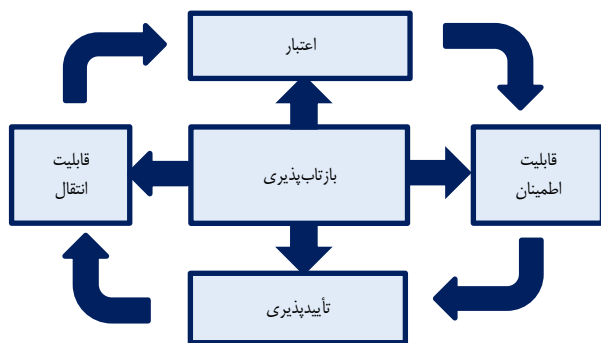 اعتبار
قابلیت
اطمینان
بازتاب‌پذیری
قابلیت
انتقال
تأییدپذیری